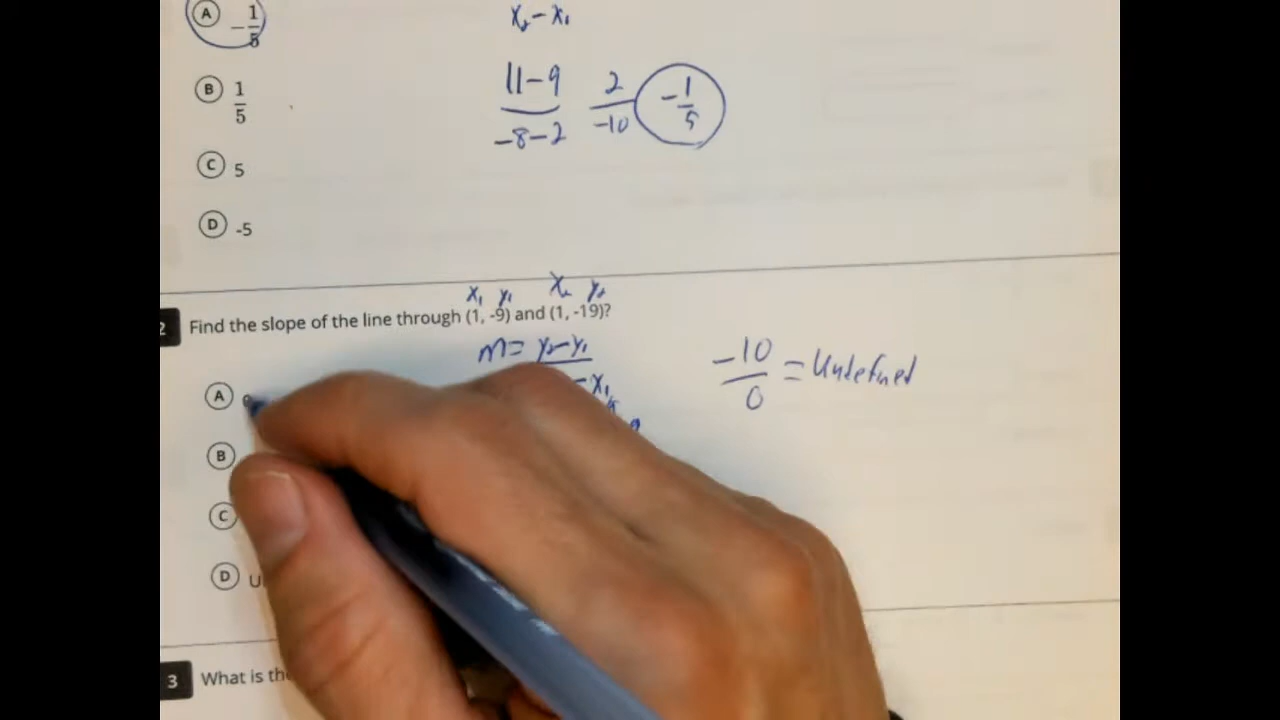 A -1/5
x₂-x₁
B 1/5
11-9 / -8-2 2/-10 -1/5
C 5
D -5
x₁ y₁ x₂ y₂
2 Find the slope of the line through (1, -9) and (1, -19)?
m= y₂-y₁
-x₁
-10/0 = Undefined
A
B
C
D
3 What is the